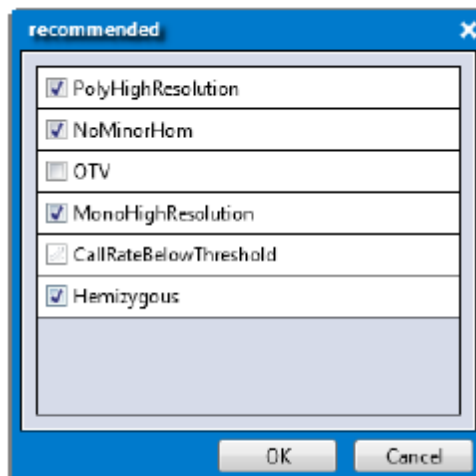 recommended
PolyHighResolution
NoMinorHom
OTV
MonoHighResolution
CallRateBelowThreshold
Hemizygous
OK Cancel